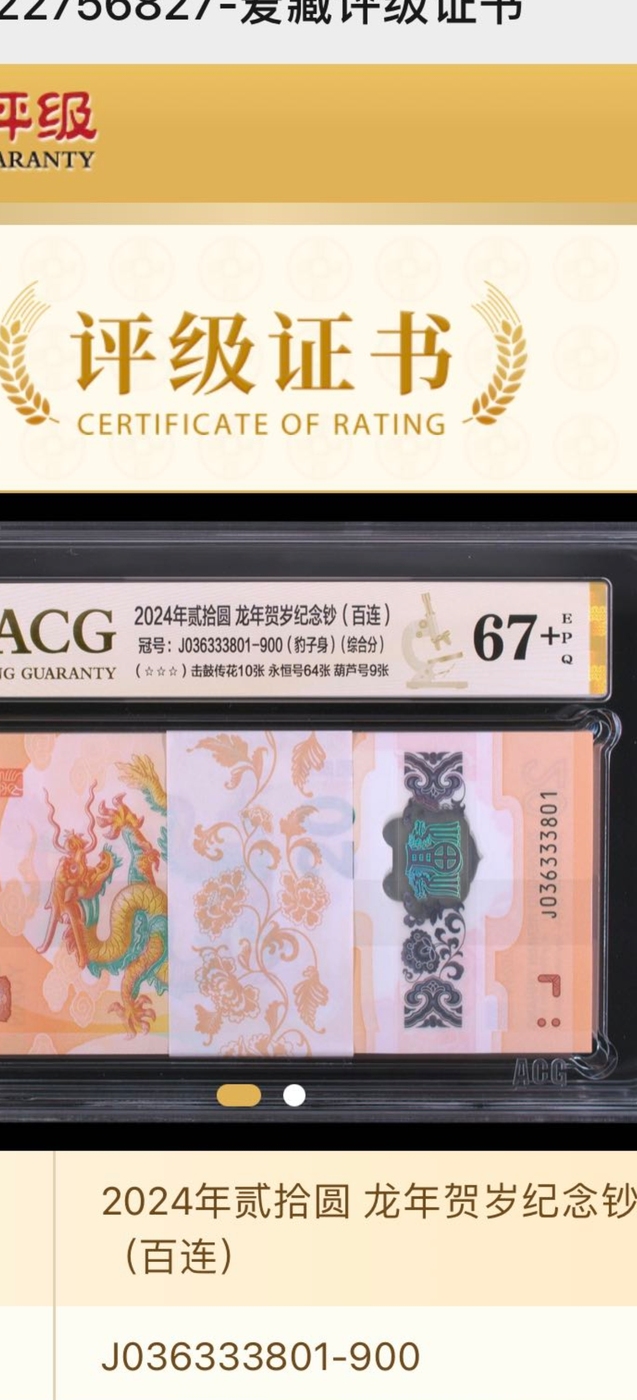 22756827-爱藏评级证书
评级
ARANTY
评级证书
CERTIFICATE OF RATING
ACG
NG GUARANTY
2024年贰拾圆 龙年贺岁纪念钞（百连）
冠号：J036333801-900（豹子身）（综合分）
（☆☆☆）击鼓传花10张 永恒号64张 葫芦号9张
67+
EPQ
J036333801
ACG
2024年贰拾圆 龙年贺岁纪念钞
（百连）
J036333801-900